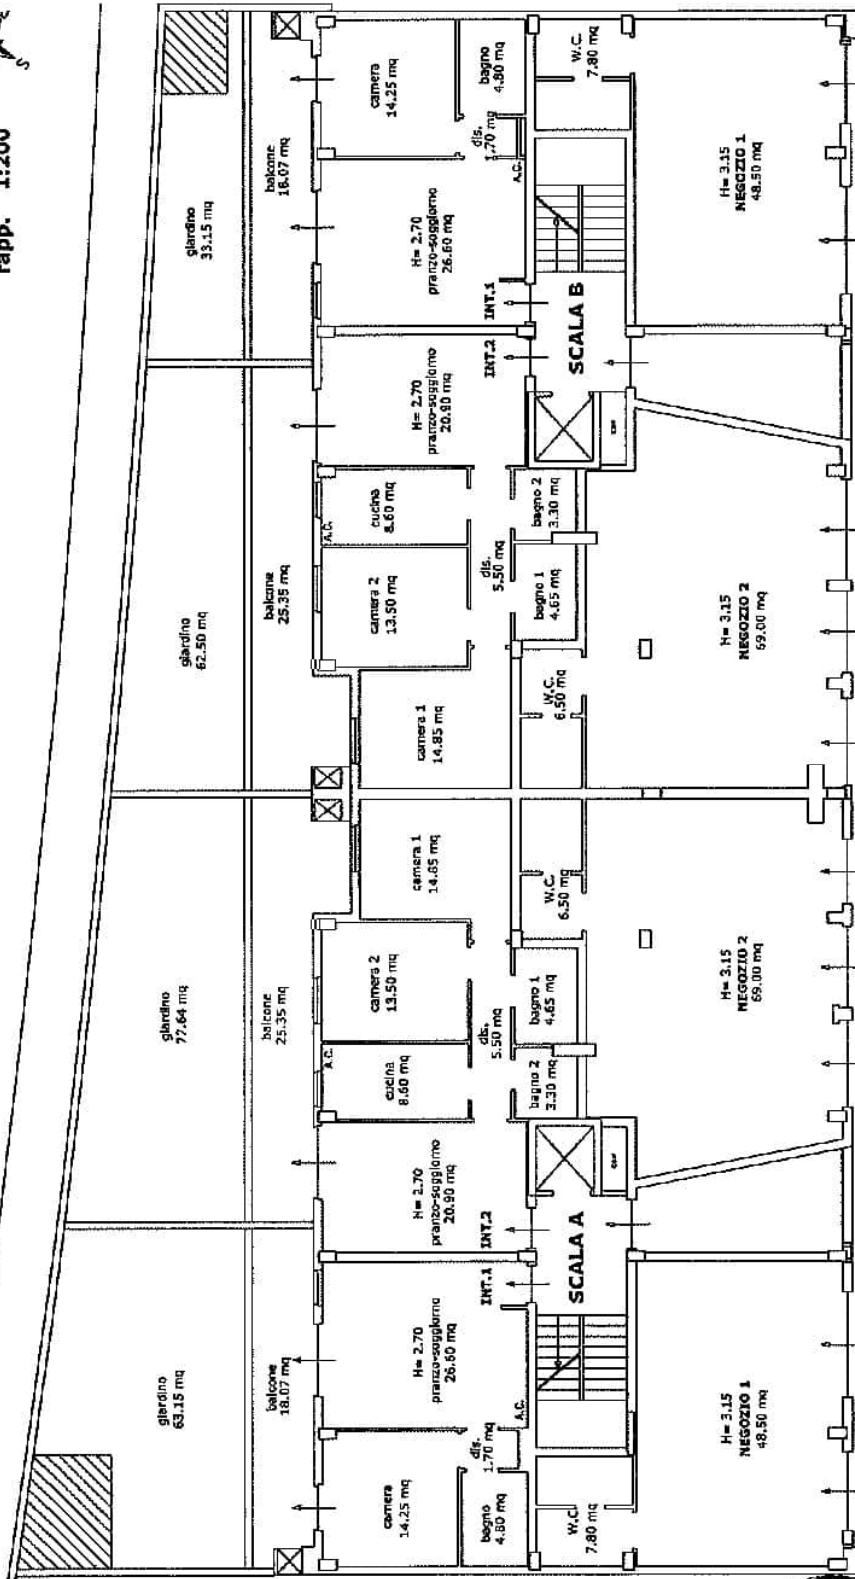 rapp. 1:200
S
giardino
63.15 mq
giardino
77.64 mq
giardino
62.50 mq
giardino
33.15 mq
balcone
18.07 mq
balcone
25.35 mq
balcone
25.35 mq
balcone
18.07 mq
camera
14.25 mq
H= 2.70
pranzo-soggiorno
26.60 mq
H= 2.70
pranzo-soggiorno
20.90 mq
A.C.
cucina
8.60 mq
camera 2
13.50 mq
camera 1
14.85 mq
camera 1
14.85 mq
camera 2
13.50 mq
A.C.
cucina
8.60 mq
H= 2.70
pranzo-soggiorno
20.90 mq
H= 2.70
pranzo-soggiorno
26.60 mq
camera
14.25 mq
bagno
4.80 mq
dis.
1.70 mq
A.C.
INT.1
INT.2
dis.
5.50 mq
dis.
5.50 mq
INT.2
INT.1
A.C.
dis.
1.70 mq
bagno
4.80 mq
bagno 2
3.30 mq
bagno 1
4.65 mq
W.C.
6.50 mq
W.C.
6.50 mq
bagno 1
4.65 mq
bagno 2
3.30 mq
W.C.
7.80 mq
SCALA A
SCALA B
W.C.
7.80 mq
H= 3.15
NEGOZIO 1
48.50 mq
H= 3.15
NEGOZIO 2
69.00 mq
H= 3.15
NEGOZIO 2
69.00 mq
H= 3.15
NEGOZIO 1
48.50 mq